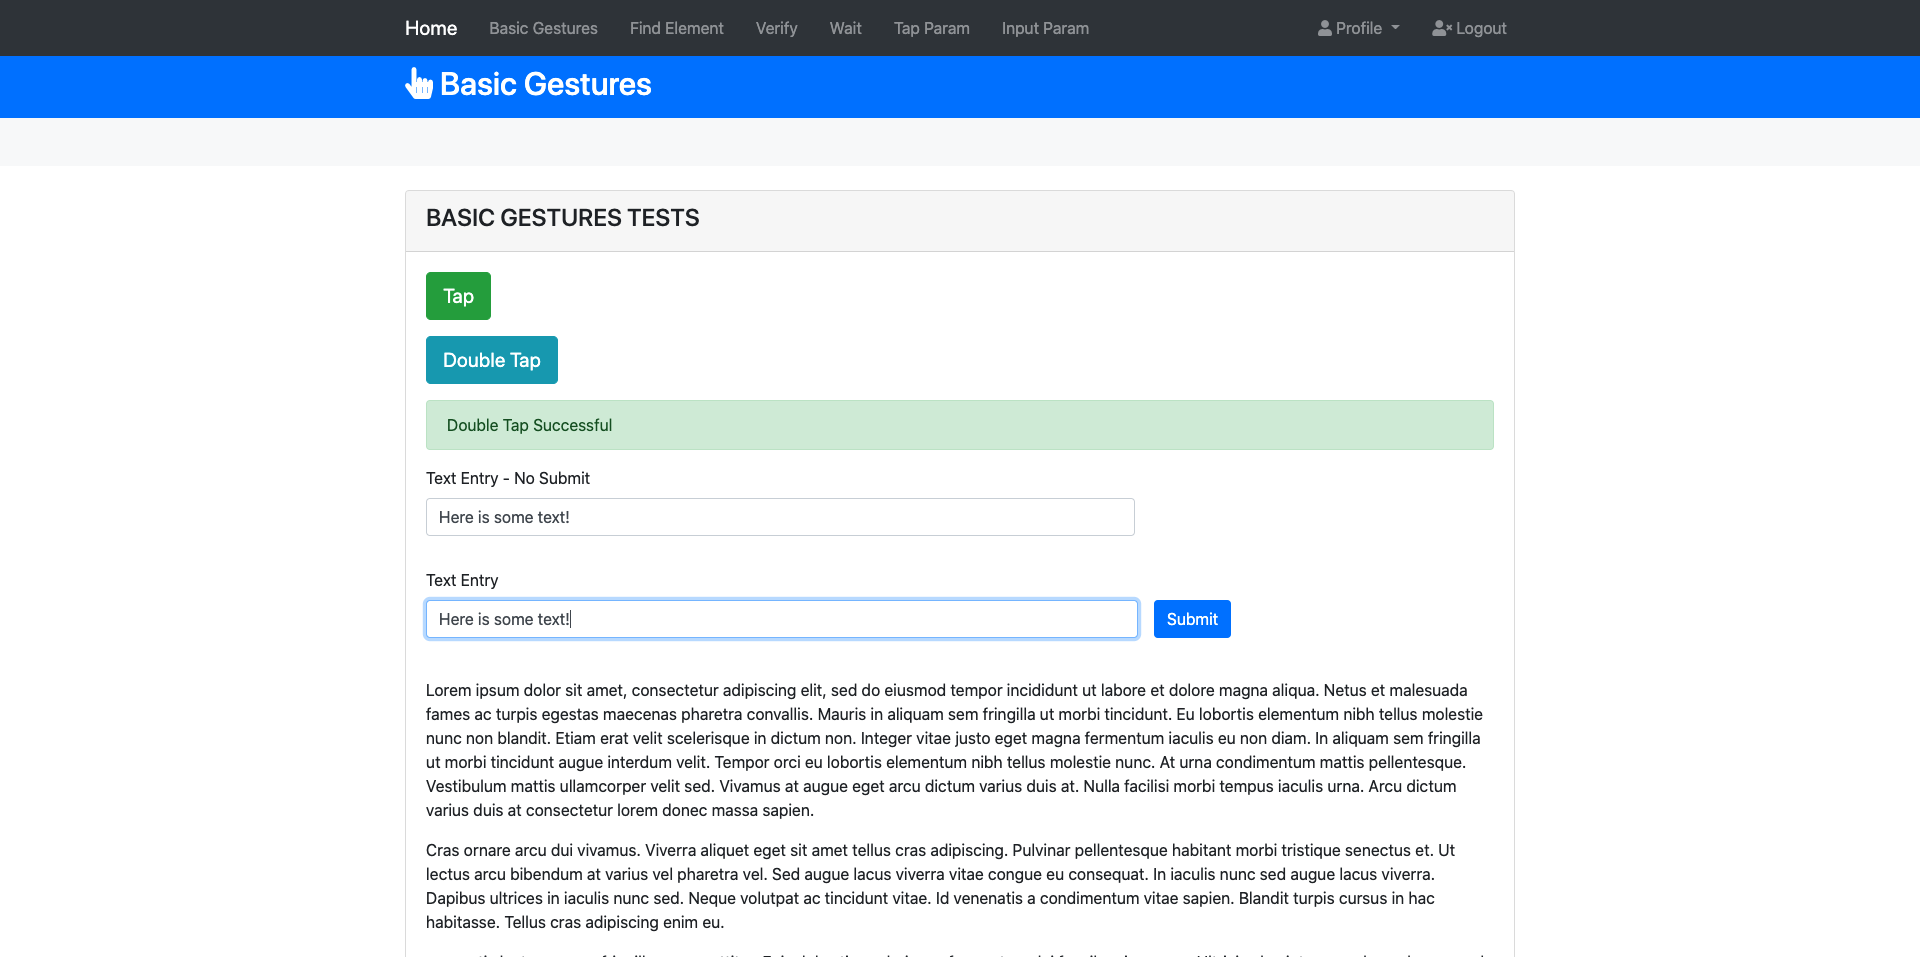 Home Basic Gestures Find Element Verify Wait Tap Param Input Param Profile Logout
Basic Gestures
BASIC GESTURES TESTS
Tap
Double Tap
Double Tap Successful
Text Entry - No Submit
Here is some text!
Text Entry
Here is some text!
Submit
Lorem ipsum dolor sit amet, consectetur adipiscing elit, sed do eiusmod tempor incididunt ut labore et dolore magna aliqua. Netus et malesuada
fames ac turpis egestas maecenas pharetra convallis. Mauris in aliquam sem fringilla ut morbi tincidunt. Eu lobortis elementum nibh tellus molestie
nunc non blandit. Etiam erat velit scelerisque in dictum non. Integer vitae justo eget magna fermentum iaculis eu non diam. In aliquam sem fringilla
ut morbi tincidunt augue interdum velit. Tempor orci eu lobortis elementum nibh tellus molestie nunc. At urna condimentum mattis pellentesque.
Vestibulum mattis ullamcorper velit sed. Vivamus at augue eget arcu dictum varius duis at. Nulla facilisi morbi tempus iaculis urna. Arcu dictum
varius duis at consectetur lorem donec massa sapien.
Cras ornare arcu dui vivamus. Viverra aliquet eget sit amet tellus cras adipiscing. Pulvinar pellentesque habitant morbi tristique senectus et. Ut
lectus arcu bibendum at varius vel pharetra vel. Sed augue lacus viverra vitae congue eu consequat. In iaculis nunc sed augue lacus viverra.
Dapibus ultrices in iaculis nunc sed. Neque volutpat ac tincidunt vitae. Id venenatis a condimentum vitae sapien. Blandit turpis cursus in hac
habitasse. Tellus cras adipiscing enim eu.